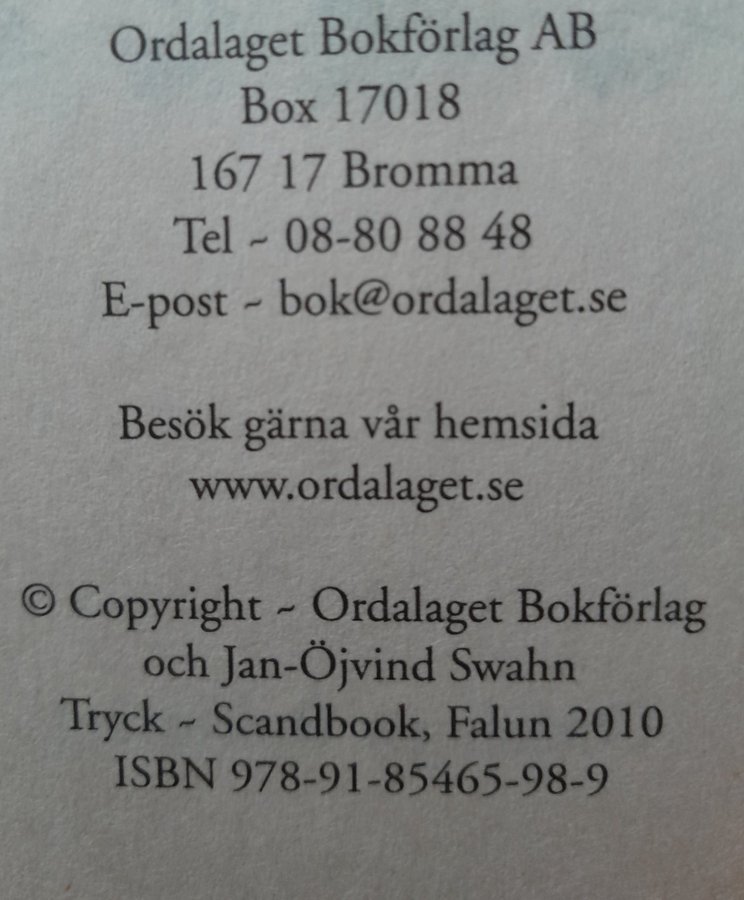 Ordalaget Bokförlag AB
Box 17018
167 17 Bromma
Tel ~ 08-80 88 48
E-post ~ bok@ordalaget.se
Besök gärna vår hemsida
www.ordalaget.se
© Copyright ~ Ordalaget Bokförlag
och Jan-Öjvind Swahn
Tryck ~ Scandbook, Falun 2010
ISBN 978-91-85465-98-9